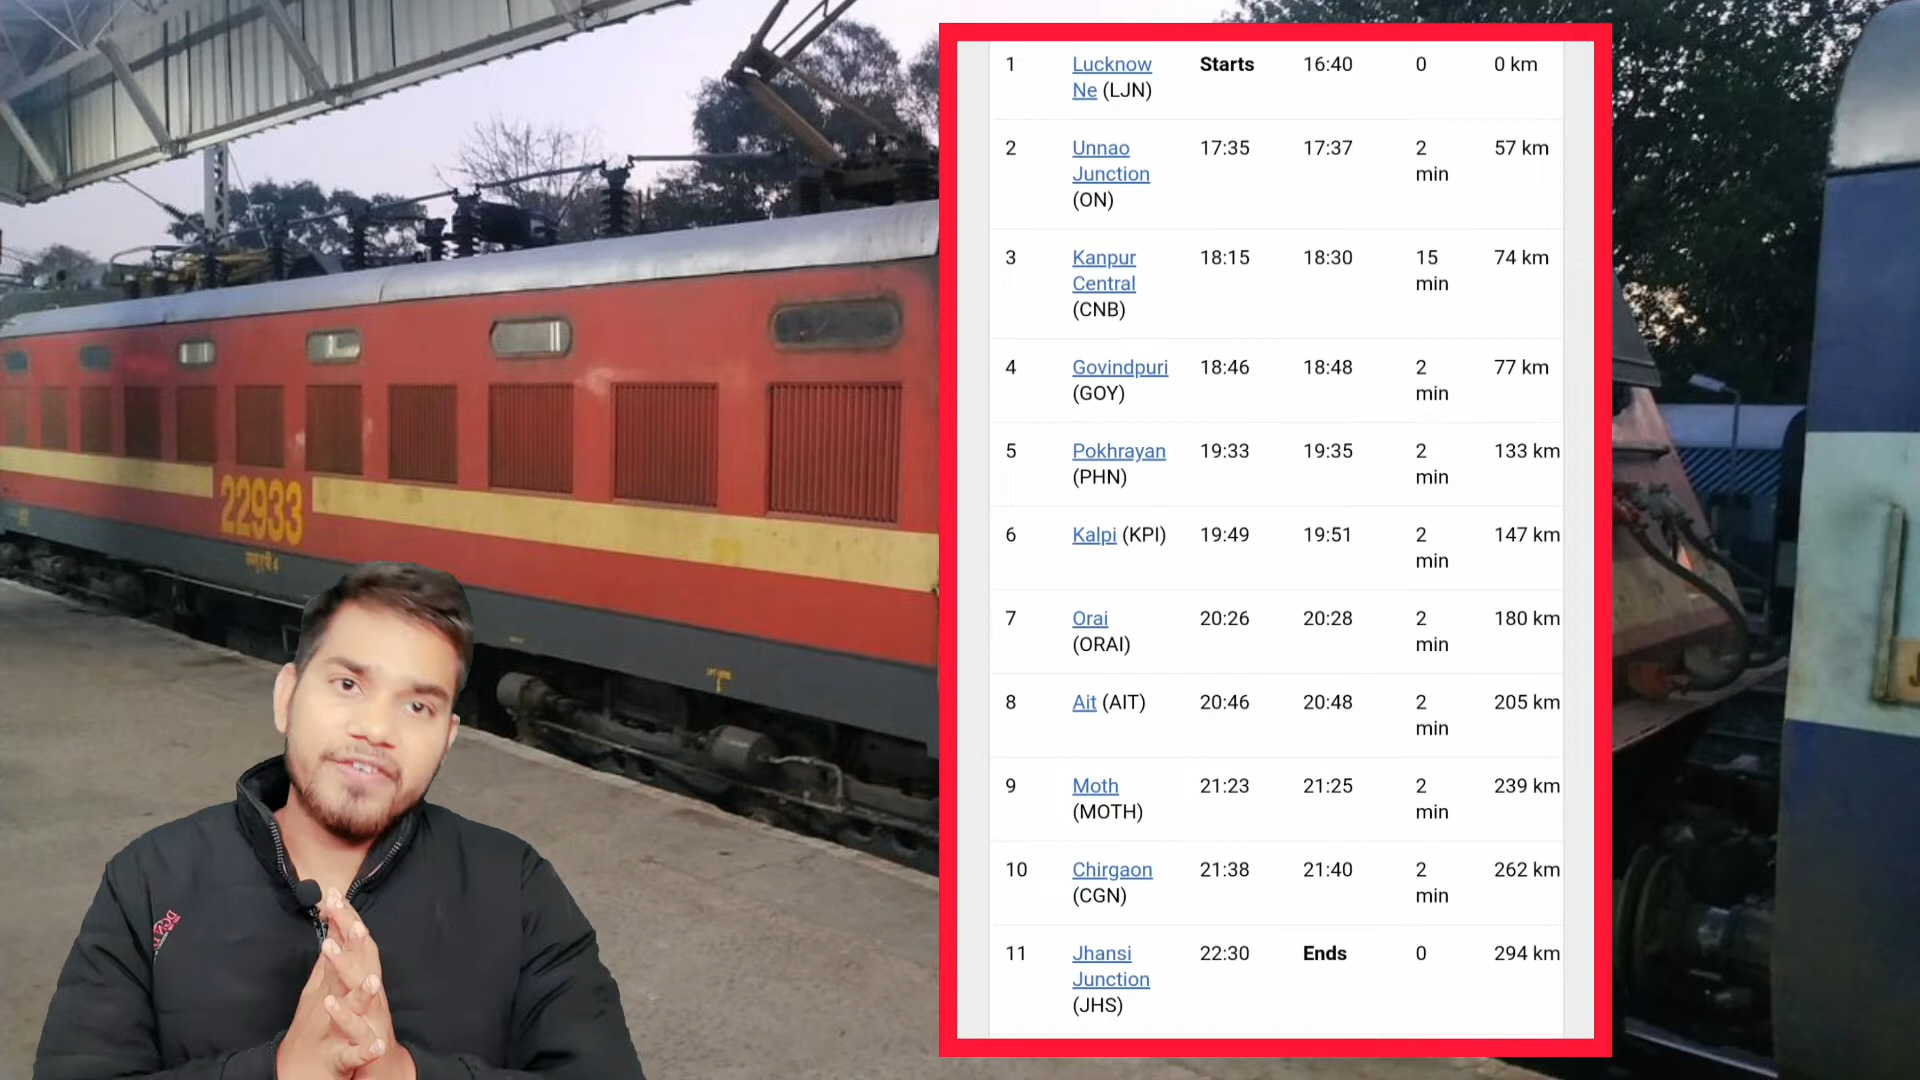 22933
1 Lucknow Starts 16:40 0 0 km
Ne (LJN)
2 Unnao 17:35 17:37 2 57 km
Junction min
(ON)
3 Kanpur 18:15 18:30 15 74 km
Central min
(CNB)
4 Govindpuri 18:46 18:48 2 77 km
(GOY) min
5 Pokhrayan 19:33 19:35 2 133 km
(PHN) min
6 Kalpi (KPI) 19:49 19:51 2 147 km
min
7 Orai 20:26 20:28 2 180 km
(ORAI) min
8 Ait (AIT) 20:46 20:48 2 205 km
min
9 Moth 21:23 21:25 2 239 km
(MOTH) min
10 Chirgaon 21:38 21:40 2 262 km
(CGN) min
11 Jhansi 22:30 Ends 0 294 km
Junction
(JHS)